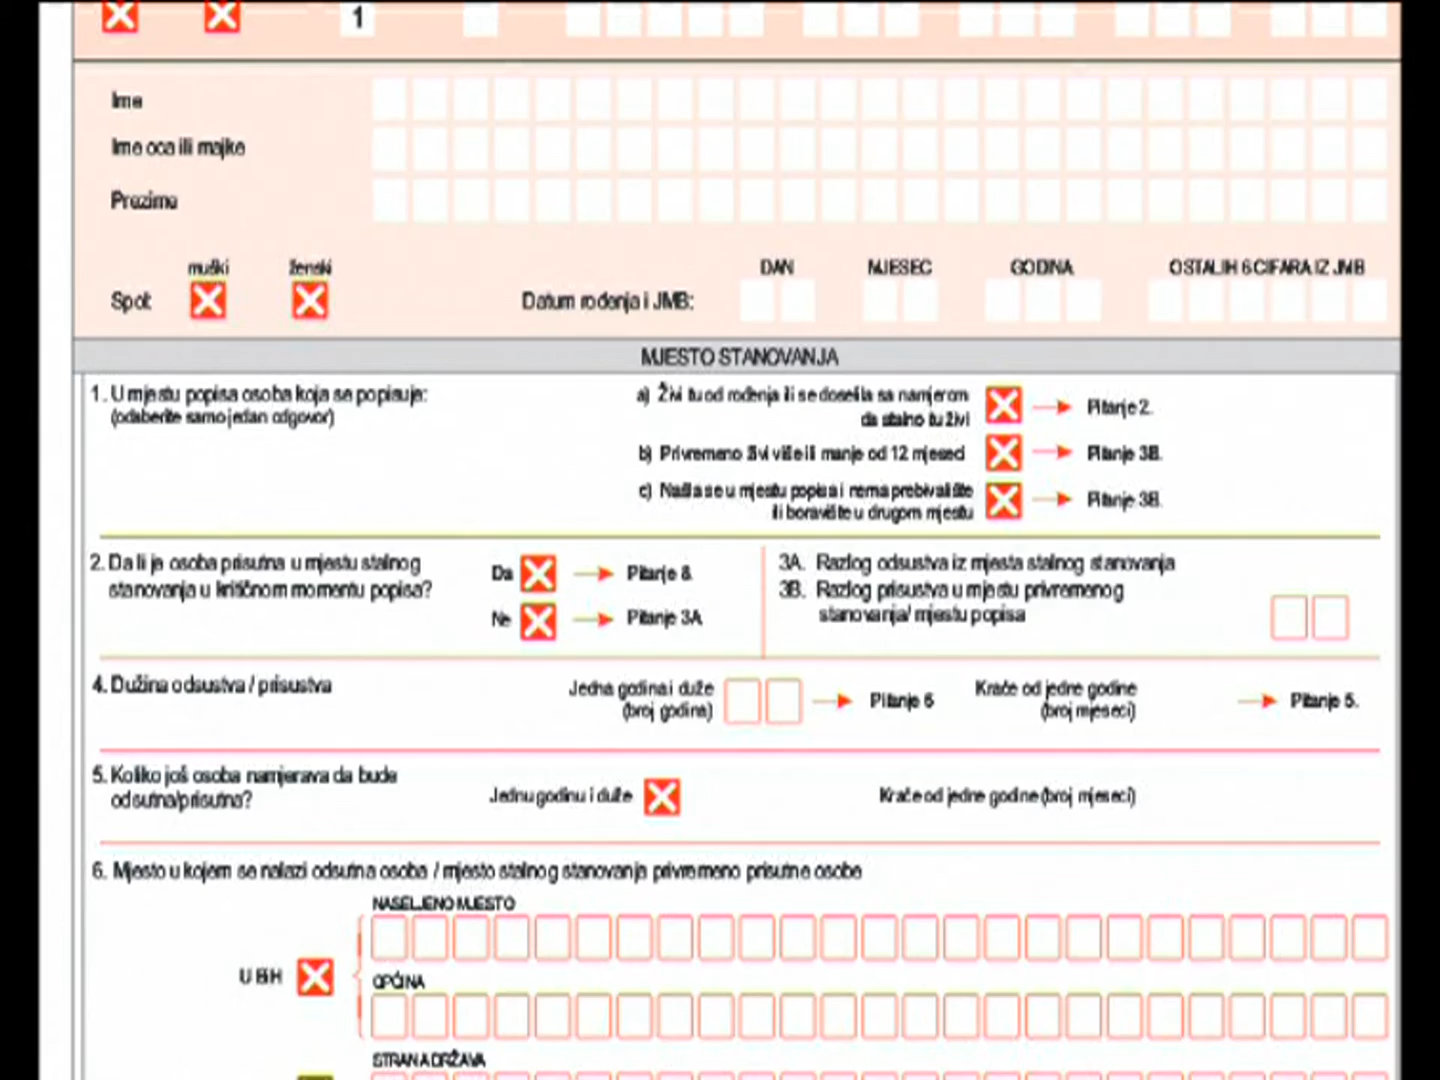 1
Ime
Ime oca ili majke
Prezime
muški ženski DAN MJESEC GODINA OSTALIH 6 CIFARA IZ JMB
Spol: Datum rođenja i JMB:
MJESTO STANOVANJA
1. U mjestu popisa osoba koja se popisuje:
(odaberite samo jedan odgovor)
a) Živi tu od rođenja ili se doselila sa namjerom
da stalno tu živi
Pitanje 2.
b) Privremeno živi više ili manje od 12 mjeseci
Pitanje 3B.
c) Našla se u mjestu popisa i nema prebivalište
ili boravište u drugom mjestu
Pitanje 3B.
2. Da li je osoba prisutna u mjestu stalnog
stanovanja u kritičnom momentu popisa?
Da Pitanje 8.
Ne Pitanje 3A
3A. Razlog odsustva iz mjesta stalnog stanovanja
3B. Razlog prisustva u mjestu privremenog
stanovanja/ mjestu popisa
4. Dužina odsustva / prisustva
Jedna godina i duže
(broj godina)
Pitanje 6
Kraće od jedne godine
(broj mjeseci)
Pitanje 5.
5. Koliko još osoba namjerava da bude
odsutna/prisutna?
Jednu godinu i duže
Kraće od jedne godine (broj mjeseci)
6. Mjesto u kojem se nalazi odsutna osoba / mjesto stalnog stanovanja privremeno prisutne osobe
NASELJENO MJESTO
U BiH
OPĆINA
STRANA DRŽAVA